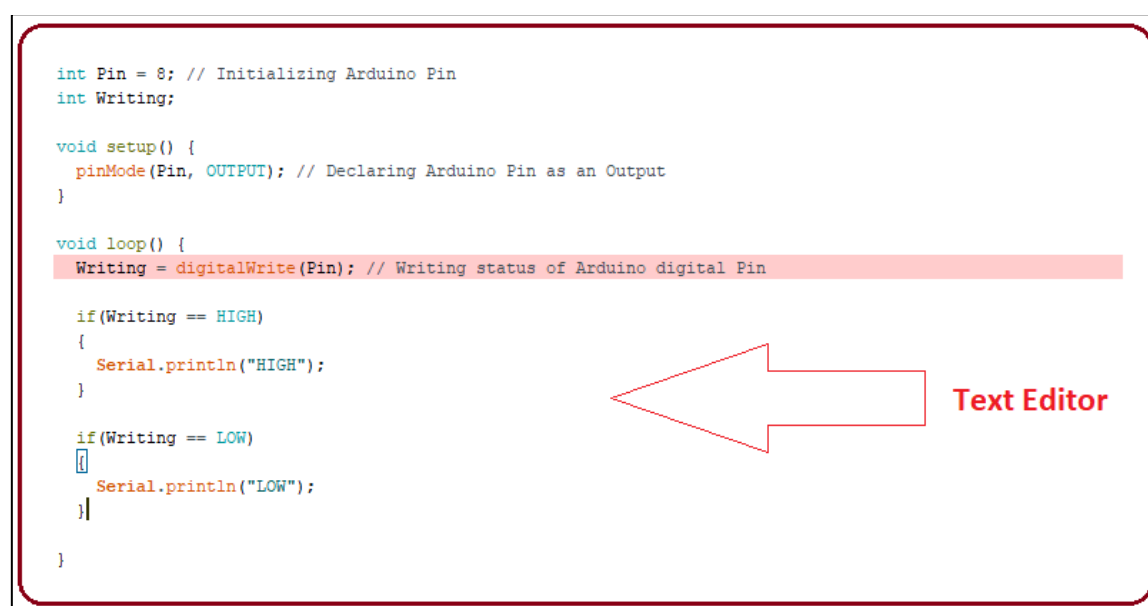 int Pin = 8; // Initializing Arduino Pin
int Writing;
void setup() {
pinMode(Pin, OUTPUT); // Declaring Arduino Pin as an Output
}
void loop() {
Writing = digitalWrite(Pin); // Writing status of Arduino digital Pin
if(Writing == HIGH)
{
Serial.println("HIGH");
}
Text Editor
if(Writing == LOW)
{
Serial.println("LOW");
}
}